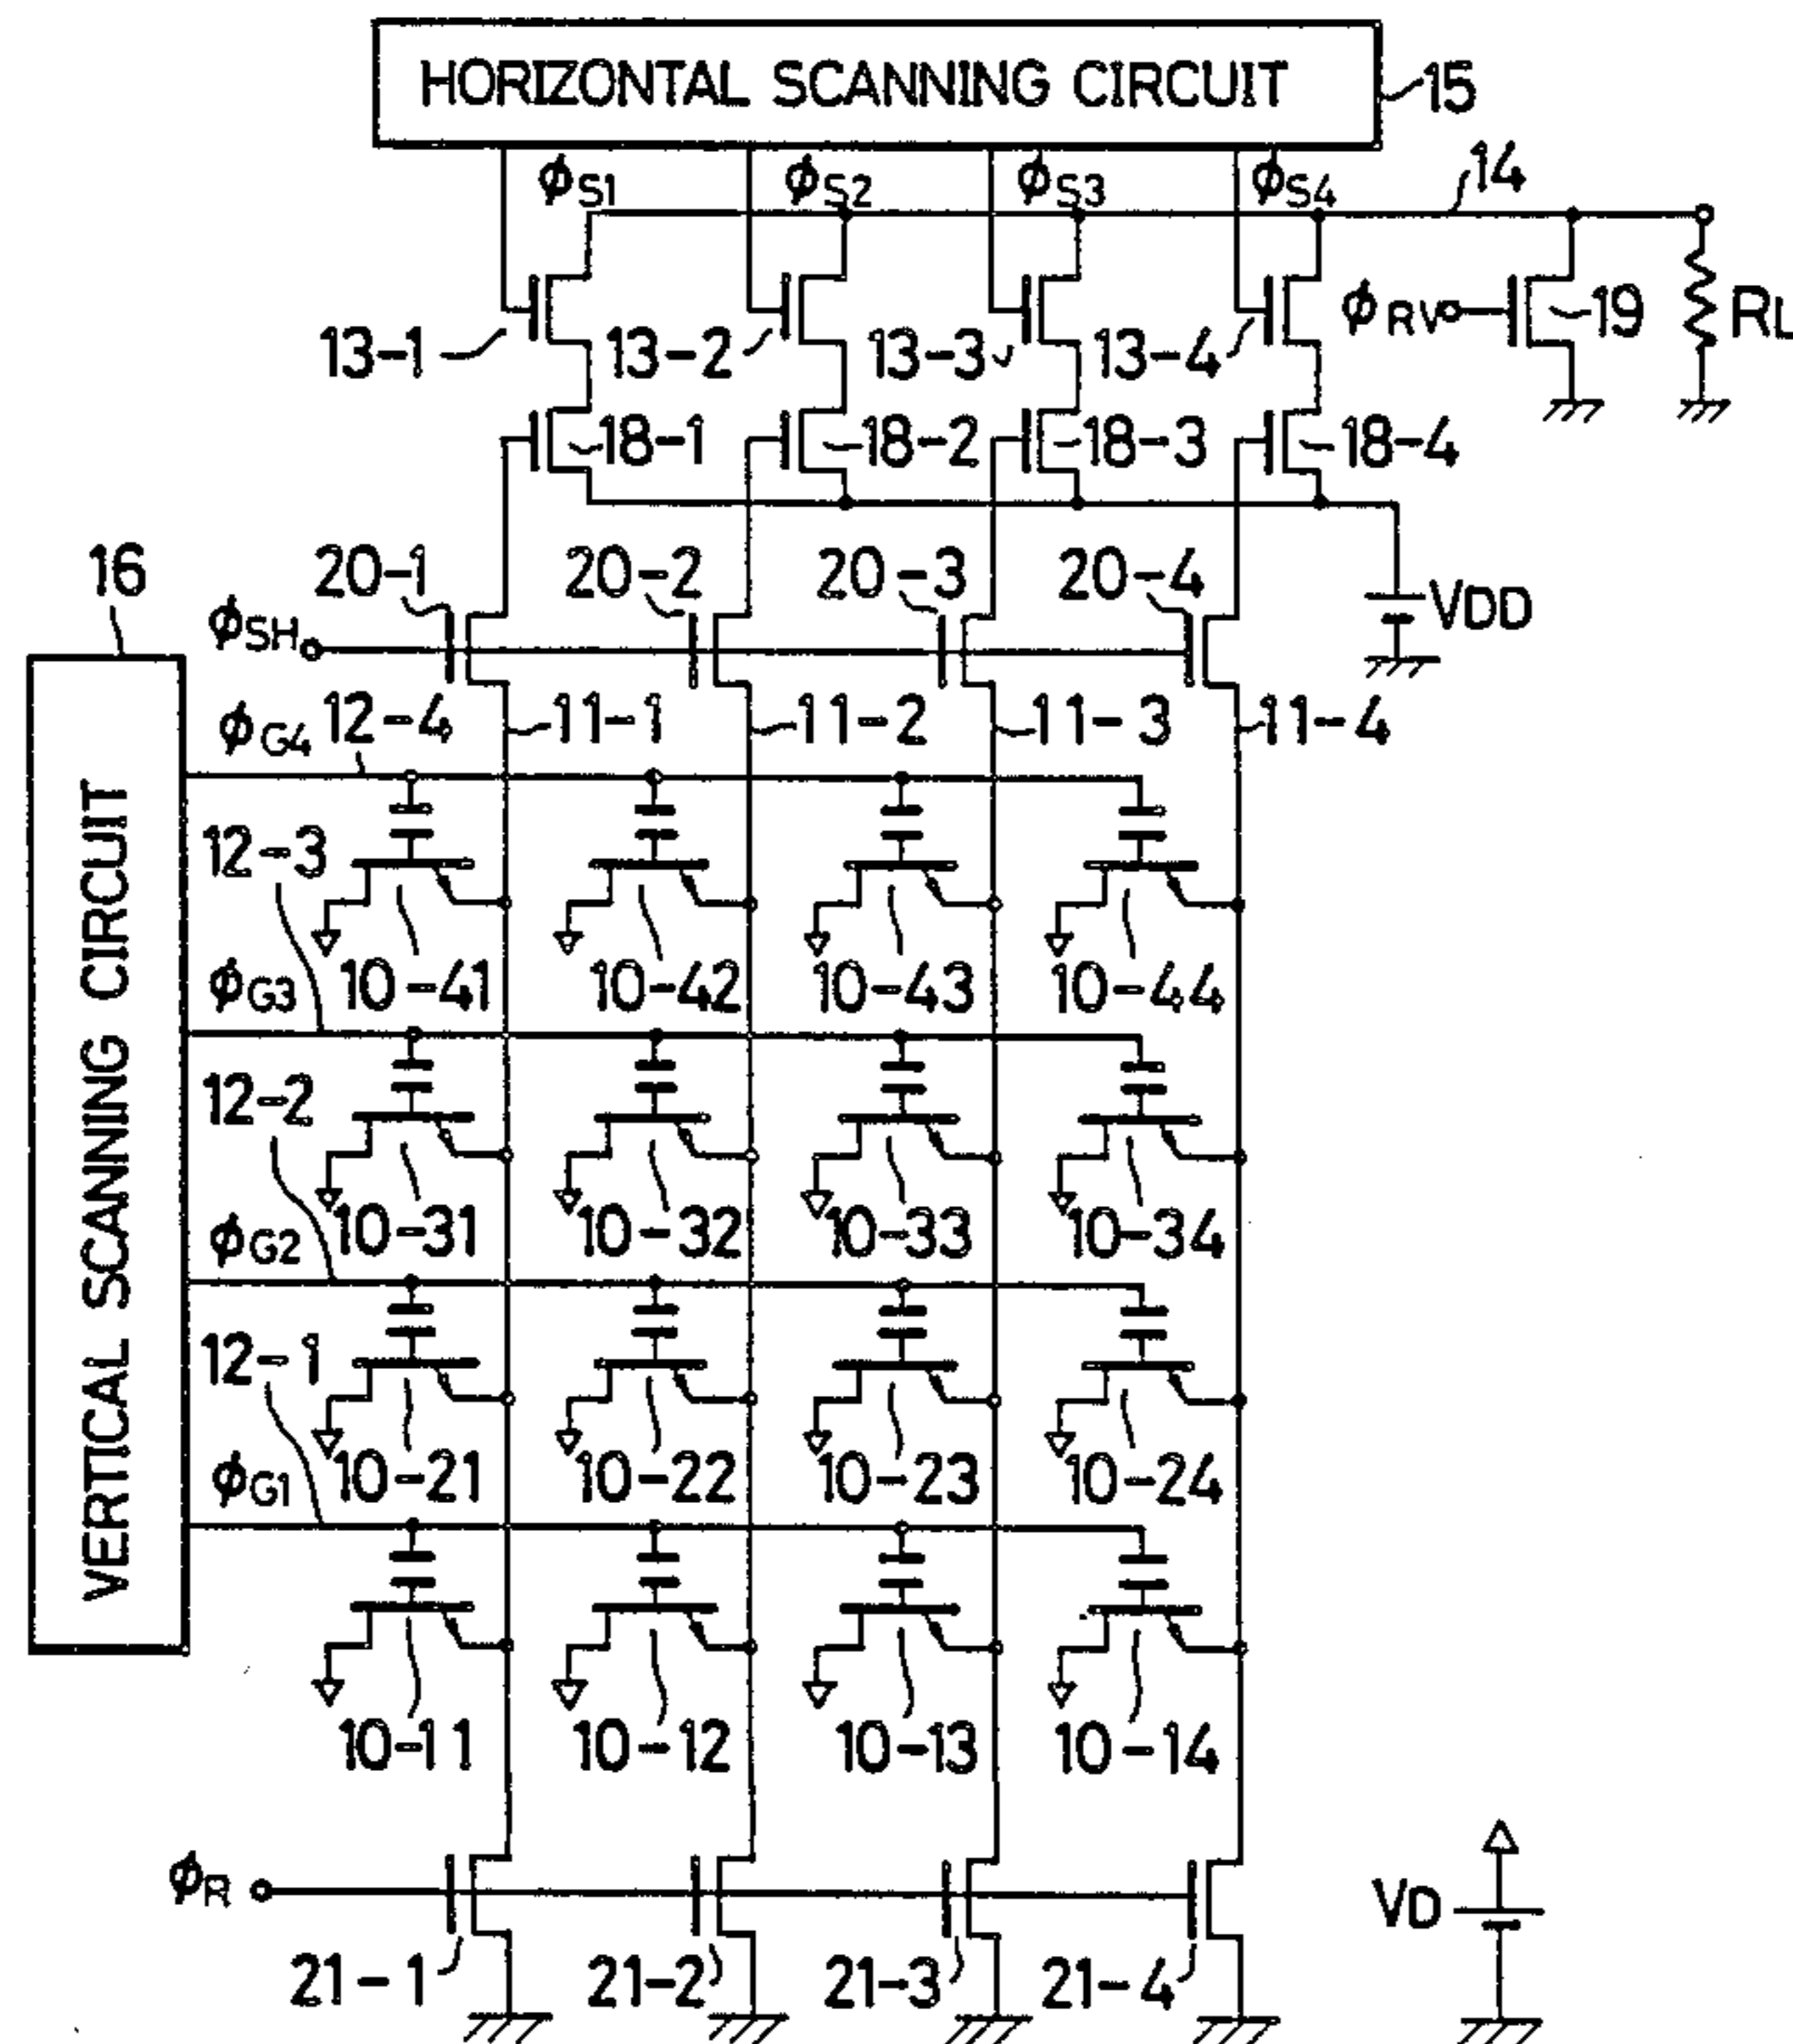 HORIZONTAL SCANNING CIRCUIT 15
ϕS1 ϕS2 ϕS3 ϕS4 14
13-1 13-2 13-3 13-4 ϕRV 19 RL
18-1 18-2 18-3 18-4
16 20-1 20-2 20-3 20-4 VDD
ϕSH
ϕG4 12-4 11-1 11-2 11-3 11-4
VERTICAL SCANNING CIRCUIT
12-3
ϕG3 10-41 10-42 10-43 10-44
12-2
ϕG2 10-31 10-32 10-33 10-34
12-1
ϕG1 10-21 10-22 10-23 10-24
10-11 10-12 10-13 10-14
ϕR VD
21-1 21-2 21-3 21-4